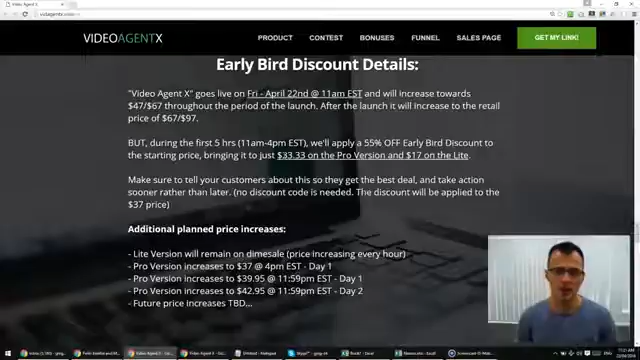 Video Agent X
VIDEOAGENTX
PRODUCT
CONTEST
BONUSES
FUNNEL
SALES PAGE
GET MY LINK!
Early Bird Discount Details:
"Video Agent X" goes live on Fri - April 22nd @ 11am EST and will increase towards
$47/$67 throughout the period of the launch. After the launch it will increase to the retail
price of $67/$97.
BUT, during the first 5 hrs (11am-4pm EST), we'll apply a 55% OFF Early Bird Discount to
the starting price, bringing it to just $33.33 on the Pro Version and $17 on the Lite.
Make sure to tell your customers about this so they get the best deal, and take action
sooner rather than later. (no discount code is needed. The discount will be applied to the
$37 price)
Additional planned price increases:
- Lite Version will remain on dimesale (price increasing every hour)
- Pro Version increases to $37 @ 4pm EST - Day 1
- Pro Version increases to $39.95 @ 11:59pm EST - Day 1
- Pro Version increases to $42.95 @ 11:59pm EST - Day 2
- Future price increases TBD...